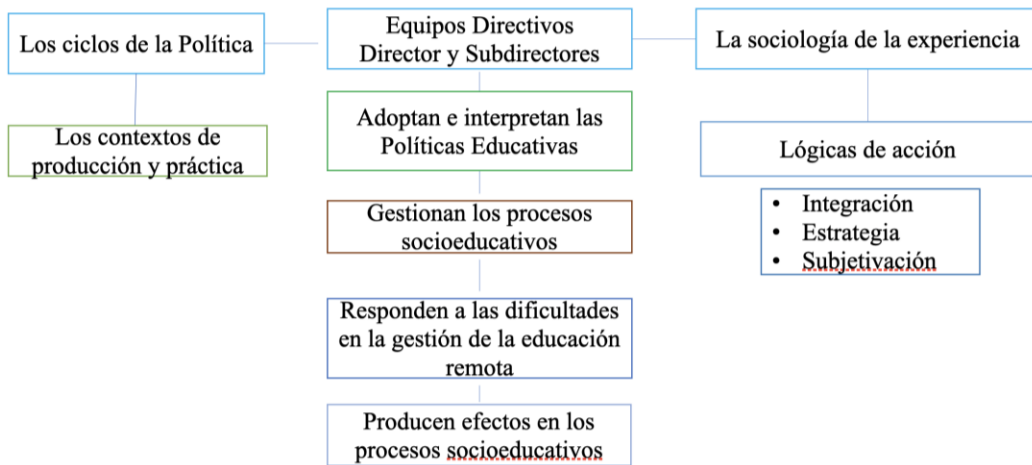 Los ciclos de la Política
Equipos Directivos
Director y Subdirectores
La sociología de la experiencia
Los contextos de
producción y práctica
Adoptan e interpretan las
Políticas Educativas
Lógicas de acción
• Integración
• Estrategia
• Subjetivación
Gestionan los procesos
socioeducativos
Responden a las dificultades
en la gestión de la educación
remota
Producen efectos en los
procesos socioeducativos